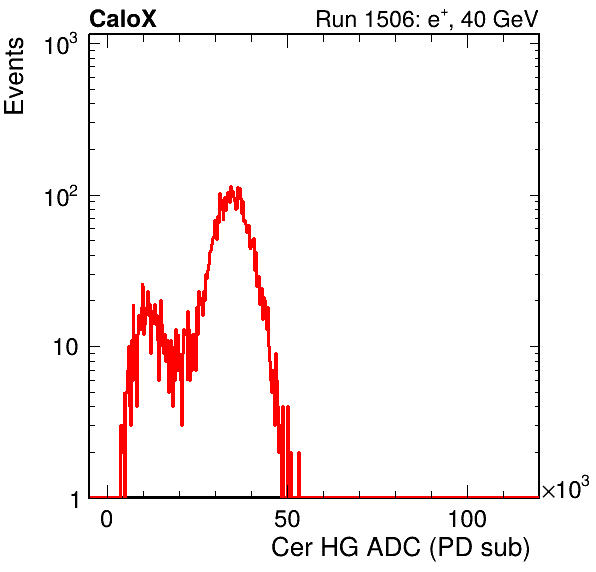 CaloX Run 1506: e⁺, 40 GeV
Events
10³
10²
10
1
0 50 100
×10³
Cer HG ADC (PD sub)